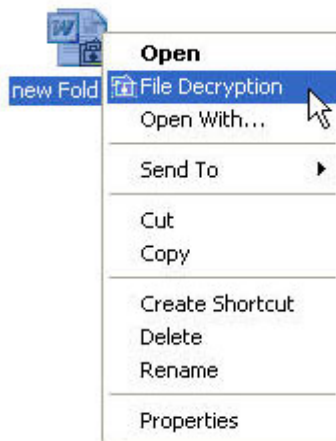 Open
new Fold
File Decryption
Open With...
Send To
Cut
Copy
Create Shortcut
Delete
Rename
Properties